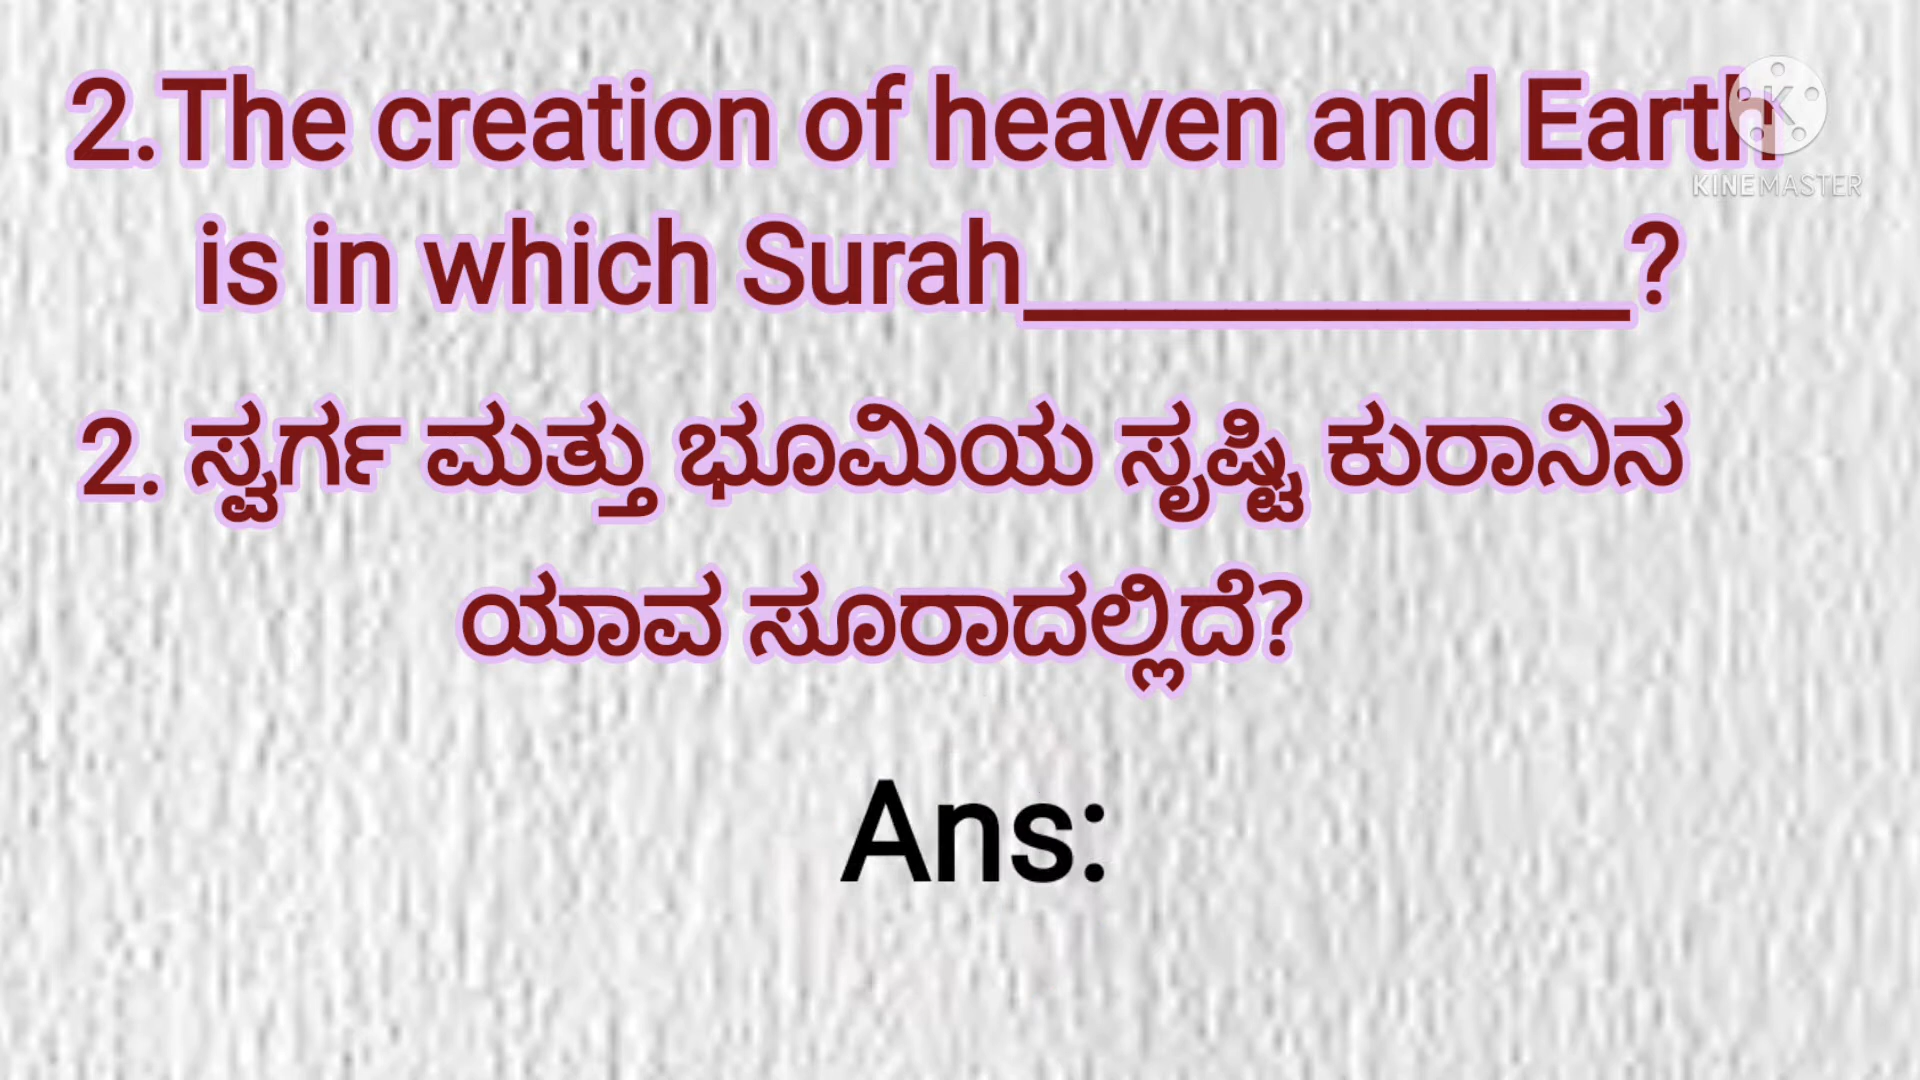 2.The creation of heaven and Earth
KINEMASTER
is in which Surah____________?
2. ಸ್ವರ್ಗ ಮತ್ತು ಭೂಮಿಯ ಸೃಷ್ಟಿ ಕುರಾನಿನ
ಯಾವ ಸೂರಾದಲ್ಲಿದೆ?
Ans: